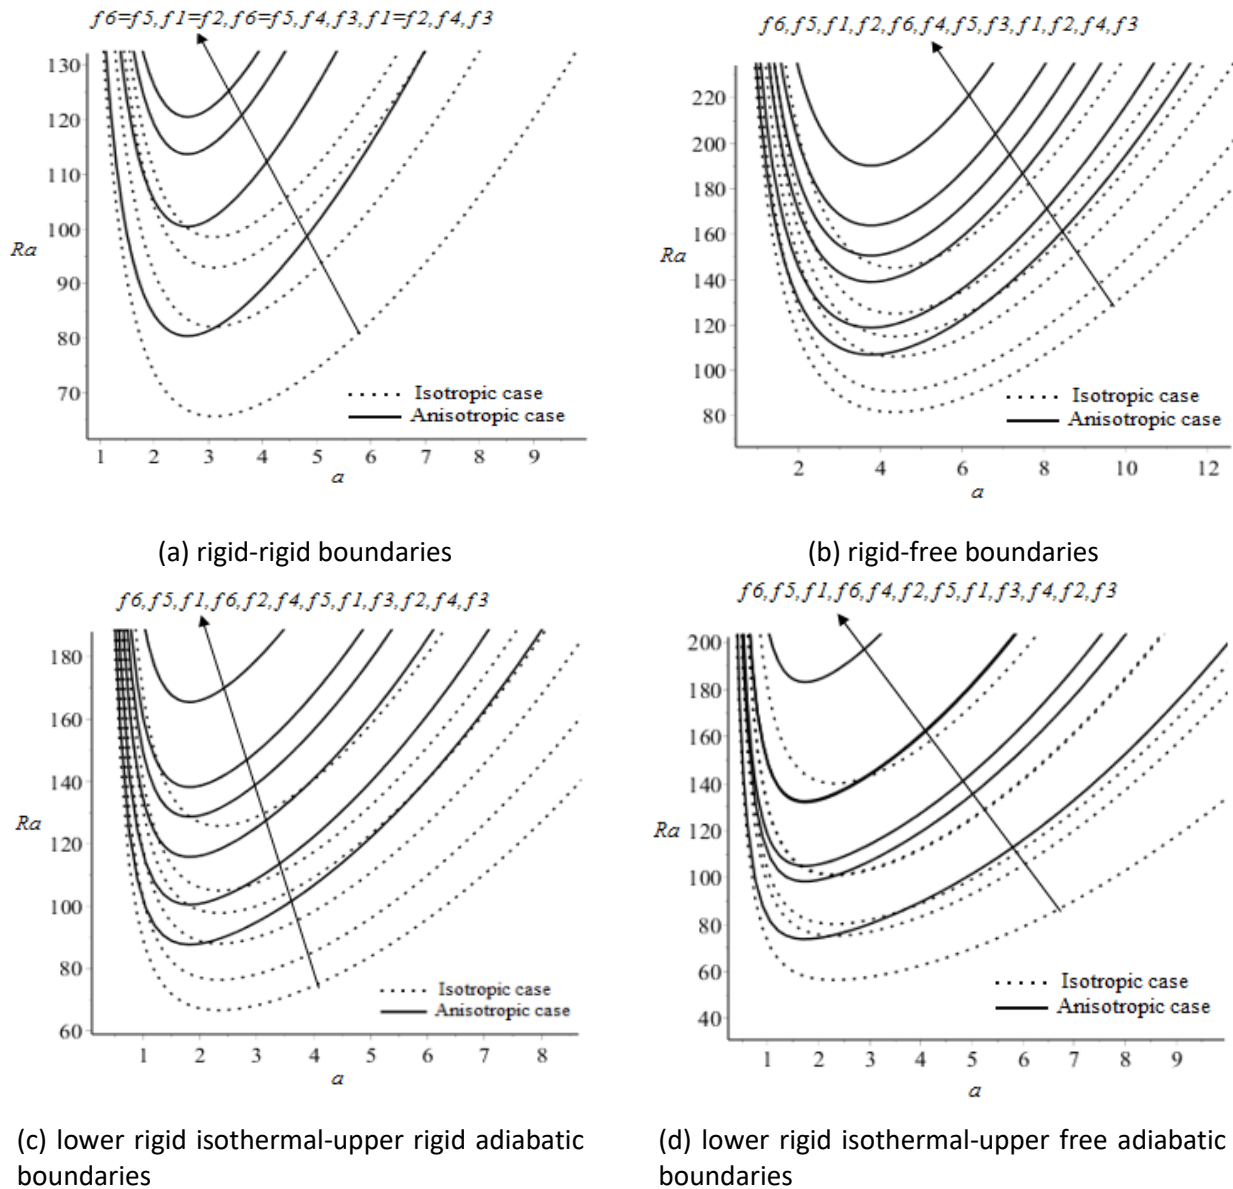 f6=f5, f1=f2, f6=f5, f4, f3, f1=f2, f4, f3
130
120
110
100
Ra
90
80
70
Isotropic case
Anisotropic case
1 2 3 4 5 6 7 8 9
a
(a) rigid-rigid boundaries
f6, f5, f1, f2, f6, f4, f5, f3, f1, f2, f4, f3
220
200
180
160
Ra
140
120
100
80
Isotropic case
Anisotropic case
2 4 6 8 10 12
a
(b) rigid-free boundaries
f6, f5, f1, f6, f2, f4, f5, f1, f3, f2, f4, f3
180
160
140
Ra
120
100
80
60
Isotropic case
Anisotropic case
1 2 3 4 5 6 7 8
a
(c) lower rigid isothermal-upper rigid adiabatic
boundaries
f6, f5, f1, f6, f4, f2, f5, f1, f3, f4, f2, f3
200
180
160
140
Ra 120
100
80
60
40
Isotropic case
Anisotropic case
1 2 3 4 5 6 7 8 9
a
(d) lower rigid isothermal-upper free adiabatic
boundaries